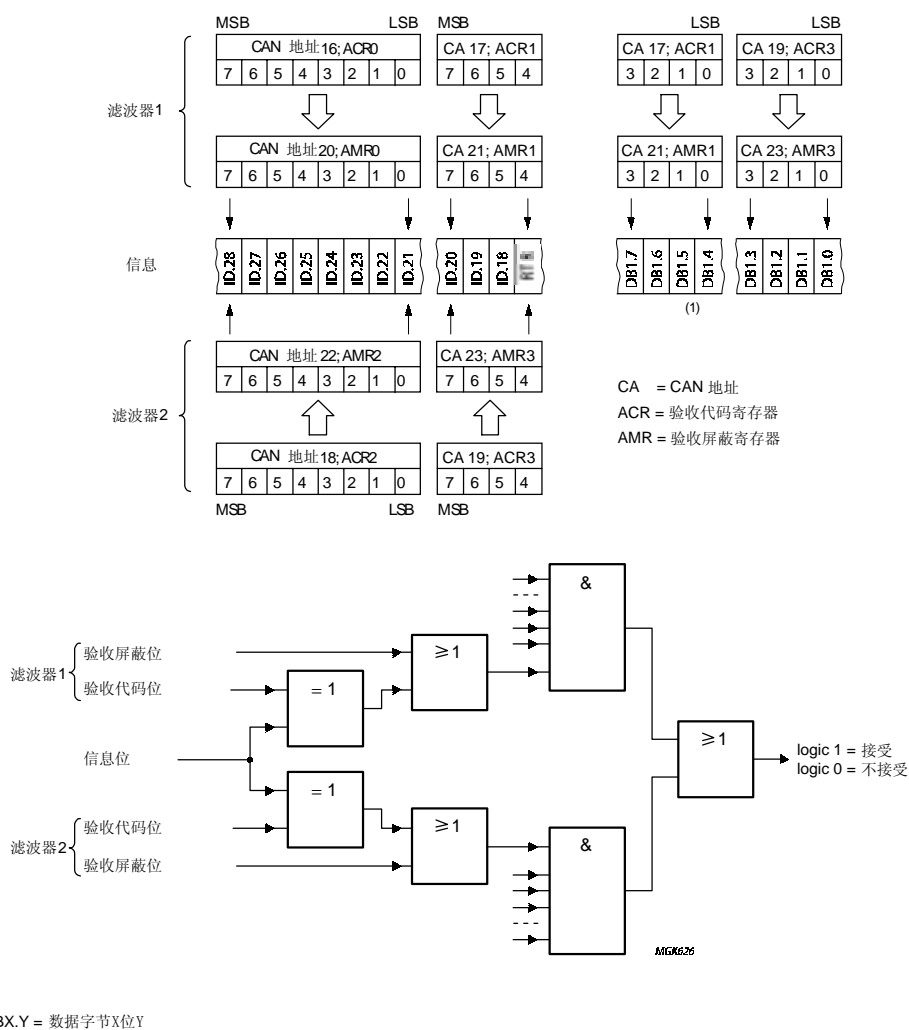 MSB LSB MSB LSB LSB
CAN 地址16;ACR0 CA 17; ACR1 CA 17; ACR1 CA 19; ACR3
7 6 5 4 3 2 1 0 7 6 5 4 3 2 1 0 3 2 1 0
滤波器1
CAN 地址20;AMR0 CA 21; AMR1 CA 21; AMR1 CA 23; AMR3
7 6 5 4 3 2 1 0 7 6 5 4 3 2 1 0 3 2 1 0
信息
ID.28 ID.27 ID.26 ID.25 ID.24 ID.23 ID.22 ID.21 ID.20 ID.19 ID.18 DB1.7 DB1.6 DB1.5 DB1.4 DB1.3 DB1.2 DB1.1 DB1.0
(1)
CAN 地址22;AMR2 CA 23; AMR3
7 6 5 4 3 2 1 0 7 6 5 4
滤波器2
CAN 地址18;ACR2 CA 19; ACR3
7 6 5 4 3 2 1 0 7 6 5 4
MSB LSB MSB
CA = CAN 地址
ACR = 验收代码寄存器
AMR = 验收屏蔽寄存器
&
滤波器1
验收屏蔽位
≥1
验收代码位
= 1
信息位
≥1
logic 1 = 接受
logic 0 = 不接受
= 1
滤波器2
验收代码位
≥1
&
验收屏蔽位
MGK626
BX.Y = 数据字节X位Y